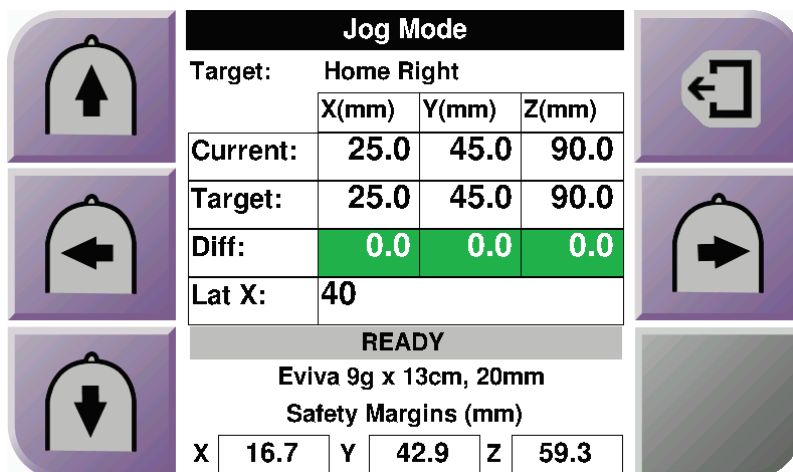 Jog Mode
Target: Home Right
X(mm) Y(mm) Z(mm)
Current: 25.0 45.0 90.0
Target: 25.0 45.0 90.0
Diff: 0.0 0.0 0.0
Lat X: 40
READY
Eviva 9g x 13cm, 20mm
Safety Margins (mm)
X 16.7 Y 42.9 Z 59.3